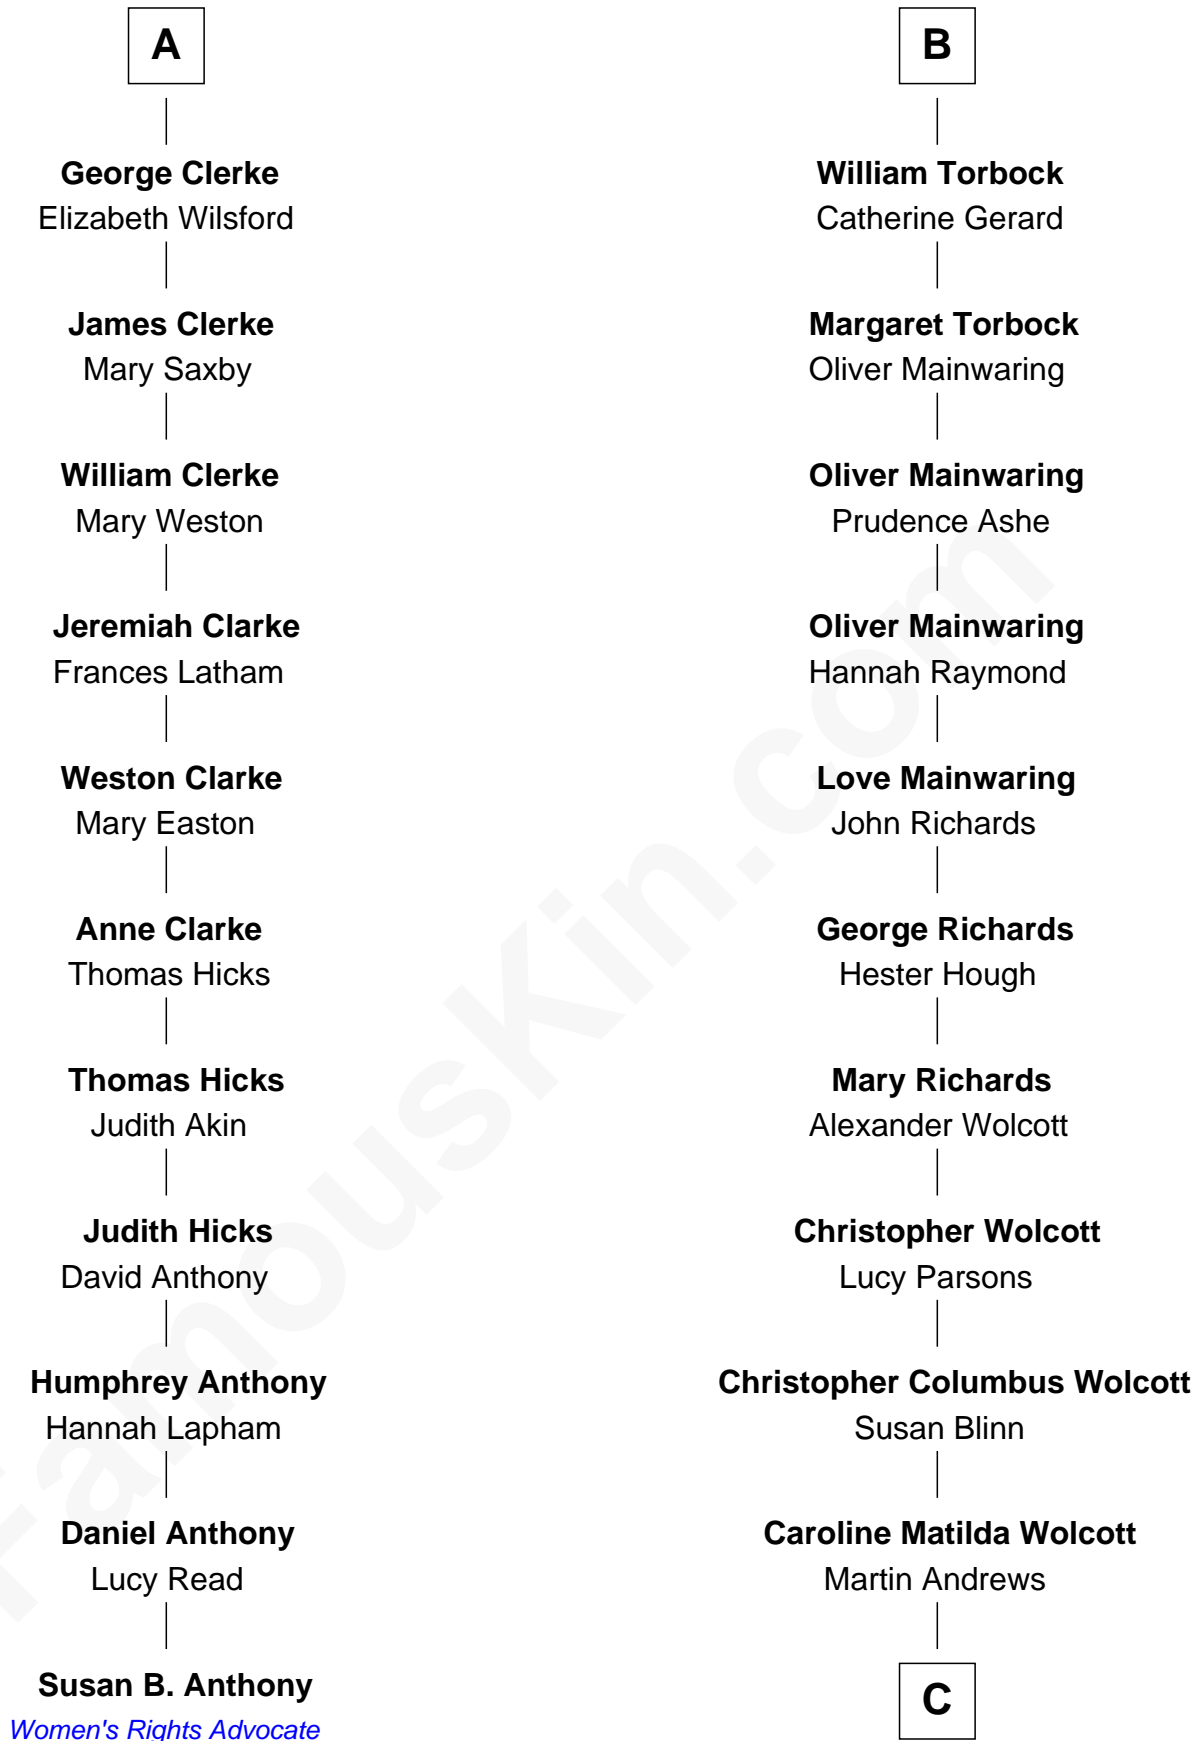 A
George Clerke
Elizabeth Wilsford
James Clerke
Mary Saxby
William Clerke
Mary Weston
Jeremiah Clarke
Frances Latham
Weston Clarke
Mary Easton
Anne Clarke
Thomas Hicks
Thomas Hicks
Judith Akin
Judith Hicks
David Anthony
Humphrey Anthony
Hannah Lapham
Daniel Anthony
Lucy Read
Susan B. Anthony
Women's Rights Advocate
B
William Torbock
Catherine Gerard
Margaret Torbock
Oliver Mainwaring
Oliver Mainwaring
Prudence Ashe
Oliver Mainwaring
Hannah Raymond
Love Mainwaring
John Richards
George Richards
Hester Hough
Mary Richards
Alexander Wolcott
Christopher Wolcott
Lucy Parsons
Christopher Columbus Wolcott
Susan Blinn
Caroline Matilda Wolcott
Martin Andrews
C
FamousKin.com